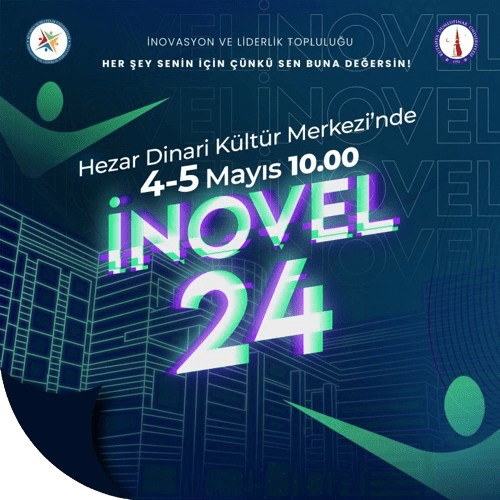 İNOVASYON VE LİDERLİK TOPLULUĞU
HER ŞEY SENİN İÇİN ÇÜNKÜ SEN BUNA DEĞERSİN!
Hezar Dinari Kültür Merkezi'nde
4-5 Mayıs 10.00
İNOVEL
24